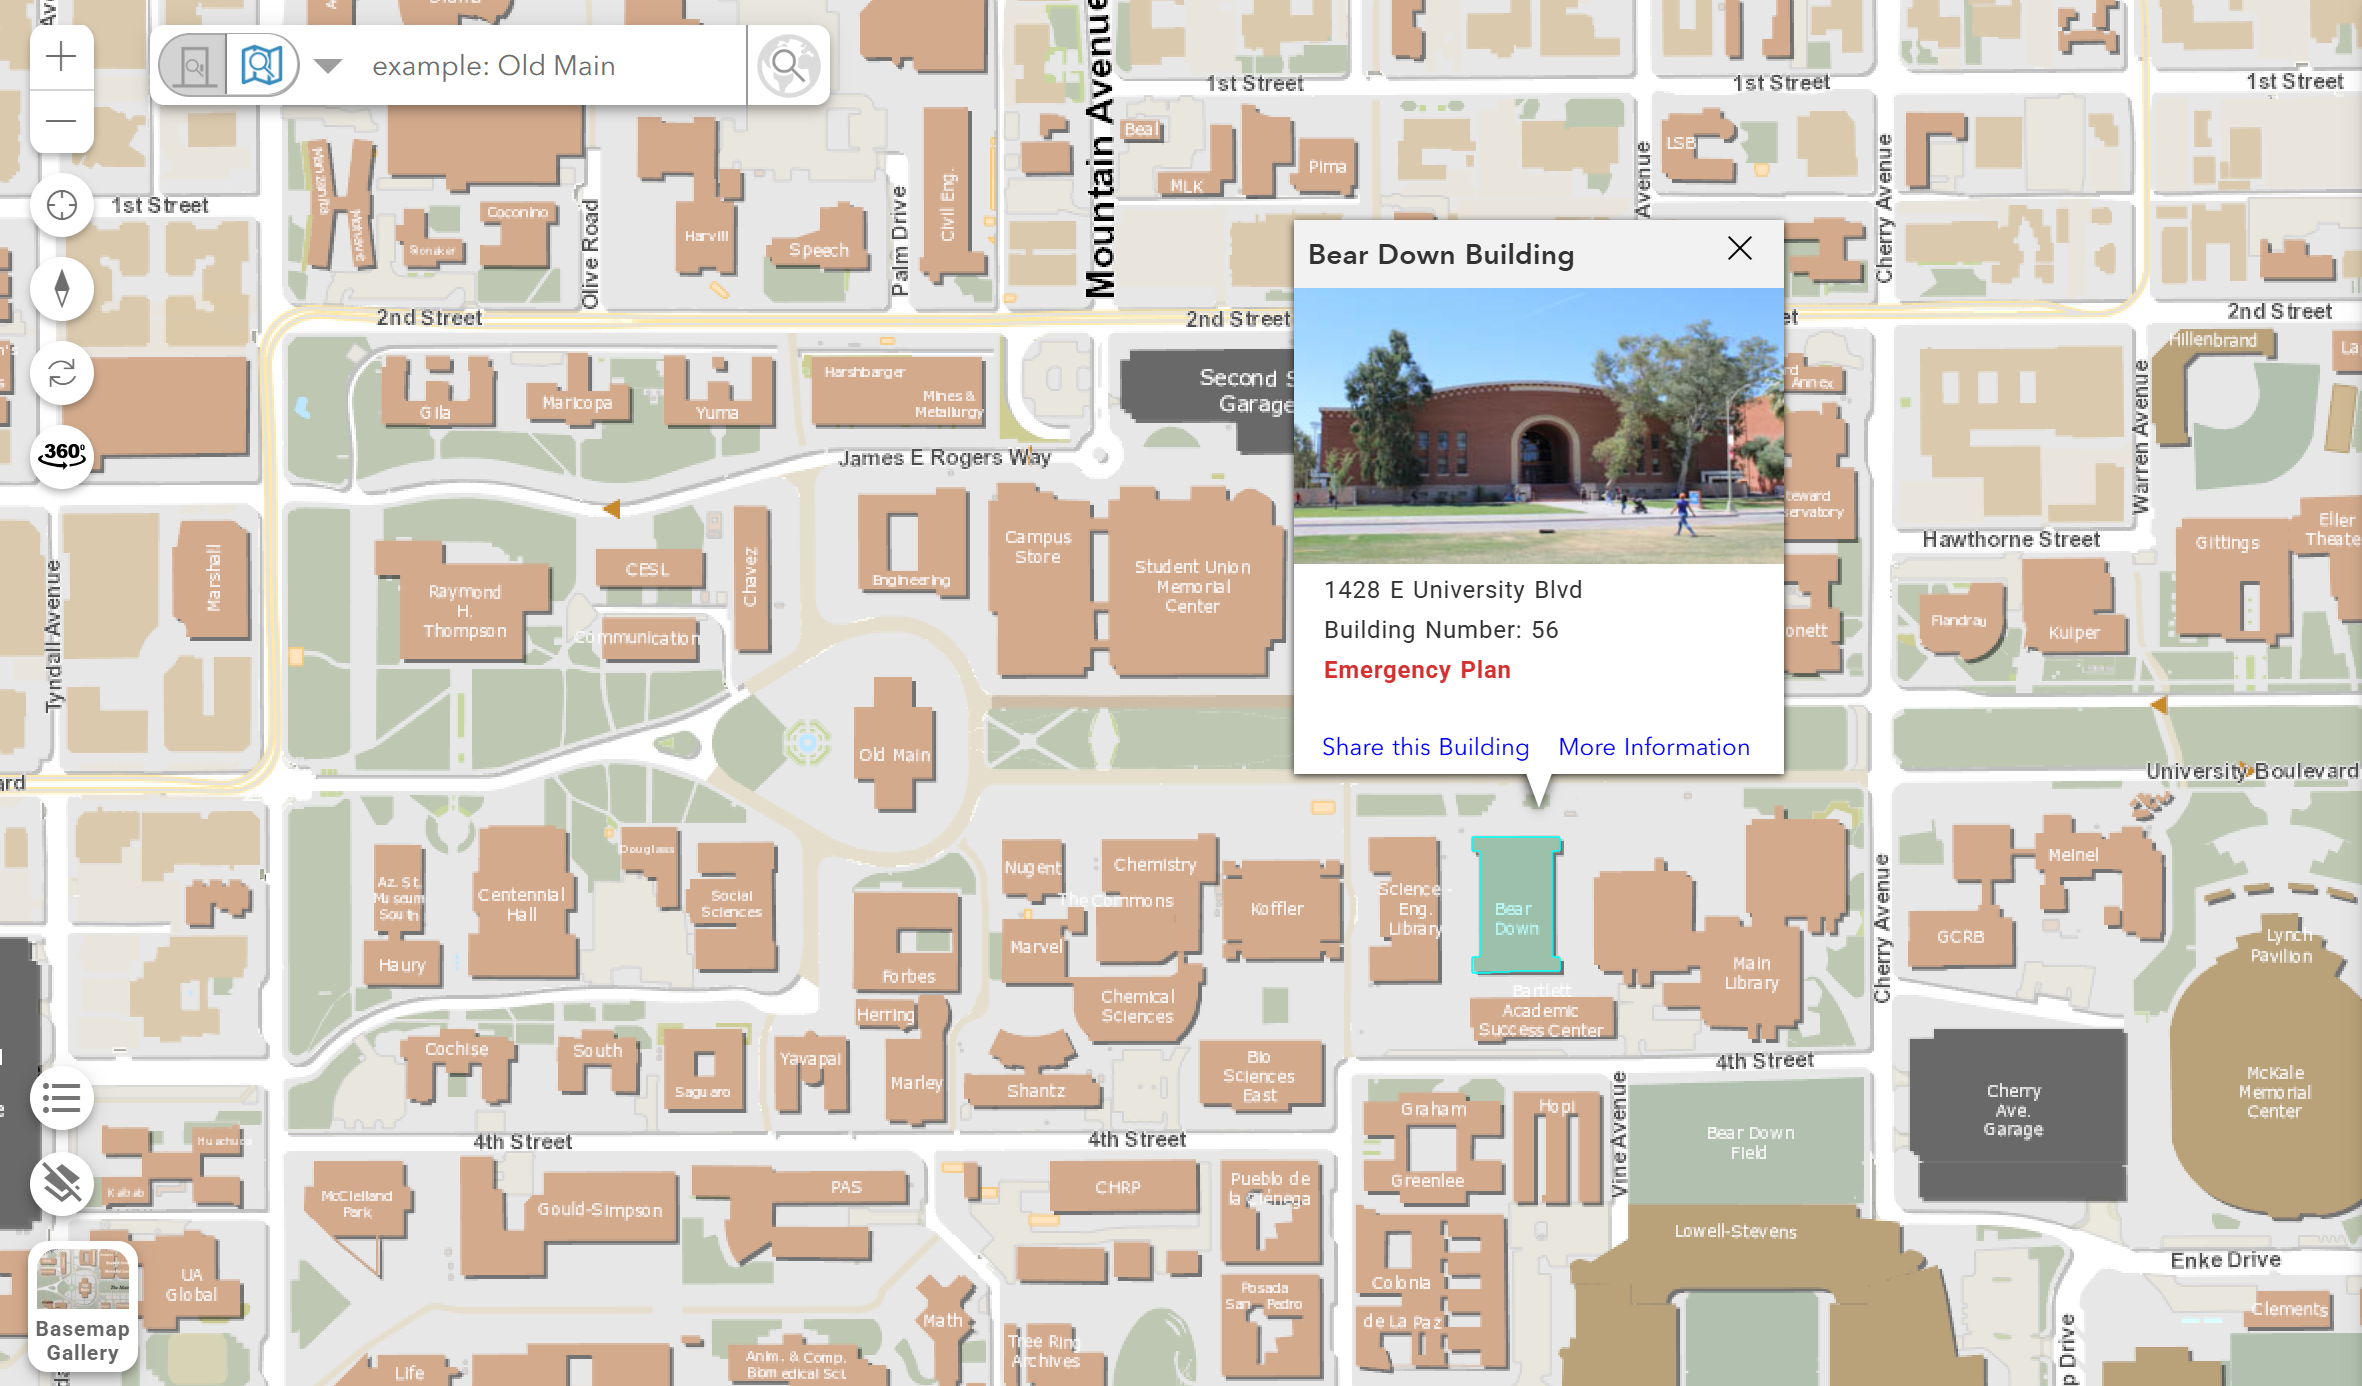 example: Old Main
360°
Basemap
Gallery
1st Street
1st Street
1st Street
1st Street
2nd Street
2nd Street
2nd Street
Olive Road
Palm Drive
Mountain Avenue
Avenue
Cherry Avenue
Warren Avenue
Tyndall Avenue
James E Rogers Way
Hawthorne Street
University Boulevard
Cherry Avenue
4th Street
4th Street
4th Street
Vine Avenue
Enke Drive
Manzanita
Mohave
Slonaker
Coconino
Harvill
Speech
Civil Eng.
Beal
MLK
Pima
LSB
Gila
Maricopa
Yuma
Harshbarger
Mines &
Metallurgy
Second S
Garage
Hillenbrand
Annex
Marshall
Raymond
H.
Thompson
CESL
Communication
Chavez
Engineering
Campus
Store
Student Union
Memorial
Center
Gittings
Eller
Theate
Flandrau
Kuiper
Old Main
Bear Down Building
1428 E University Blvd
Building Number: 56
Emergency Plan
Share this Building
More Information
Az. St.
Museum
South
Haury
Centennial
Hall
Douglass
Social
Sciences
Forbes
Herring
Marley
Nugent
The Commons
Marvel
Chemistry
Chemical
Sciences
Koffler
Science -
Eng.
Library
Bear
Down
Bartlett
Academic
Success Center
Main
Library
GCRB
Meinel
Lynch
Pavilion
McKale
Memorial
Center
Cherry
Ave.
Garage
Cochise
South
Saguaro
Yavapai
Shantz
Bio
Sciences
East
Graham
Greenlee
Hopi
Bear Down
Field
Lowell-Stevens
Huachuca
Kaibab
UA
Global
McClelland
Park
Gould-Simpson
PAS
CHRP
Pueblo de
la Ciénega
Posada
San Pedro
Colonia
de La Paz
Math
Tree Ring
Archives
Life
Anim. & Comp.
Biomedical Sci.
Clements